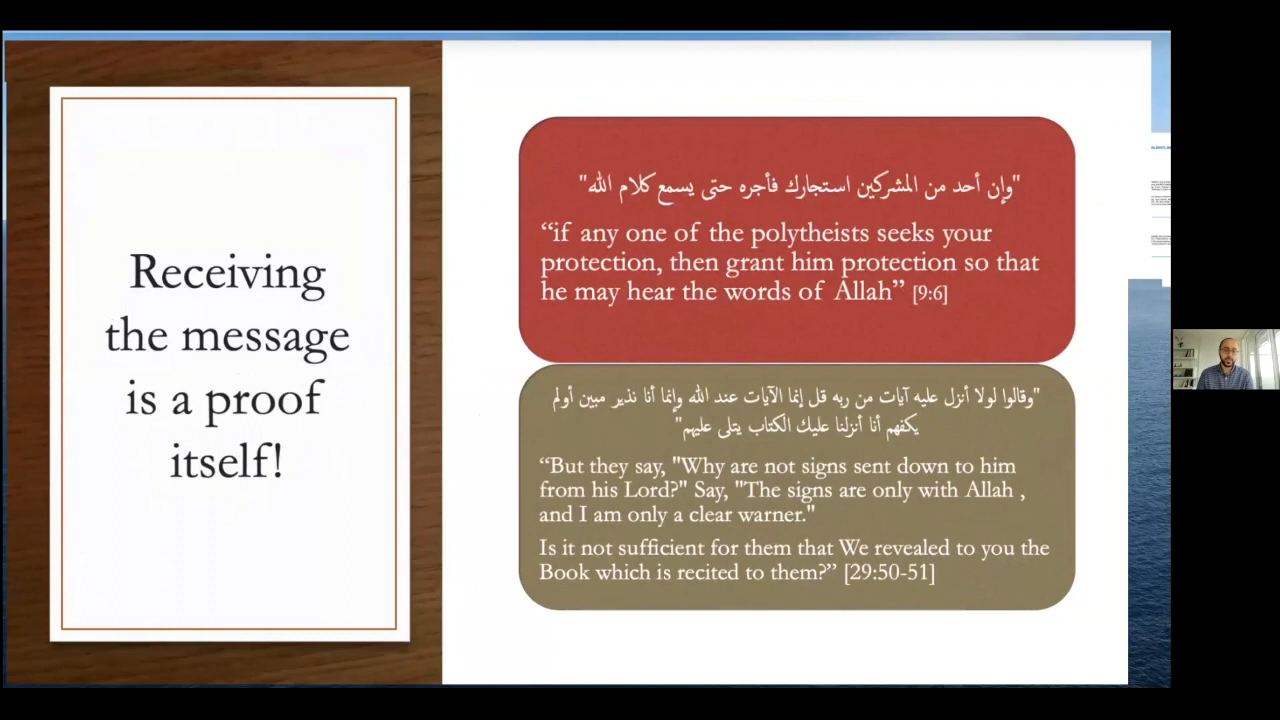 Receiving
the message
is a proof
itself!
"وإن أحد من المشركين استجارك فأجره حتى يسمع كلام الله"
“if any one of the polytheists seeks your
protection, then grant him protection so that
he may hear the words of Allah” [9:6]
"وقالوا لولا أنزل عليه آيات من ربه قل إنما الآيات عند الله وإنما أنا نذير مبين أولم
يكفهم أنا أنزلنا عليك الكتاب يتلى عليهم"
“But they say, "Why are not signs sent down to him
from his Lord?" Say, "The signs are only with Allah ,
and I am only a clear warner."
Is it not sufficient for them that We revealed to you the
Book which is recited to them?” [29:50-51]